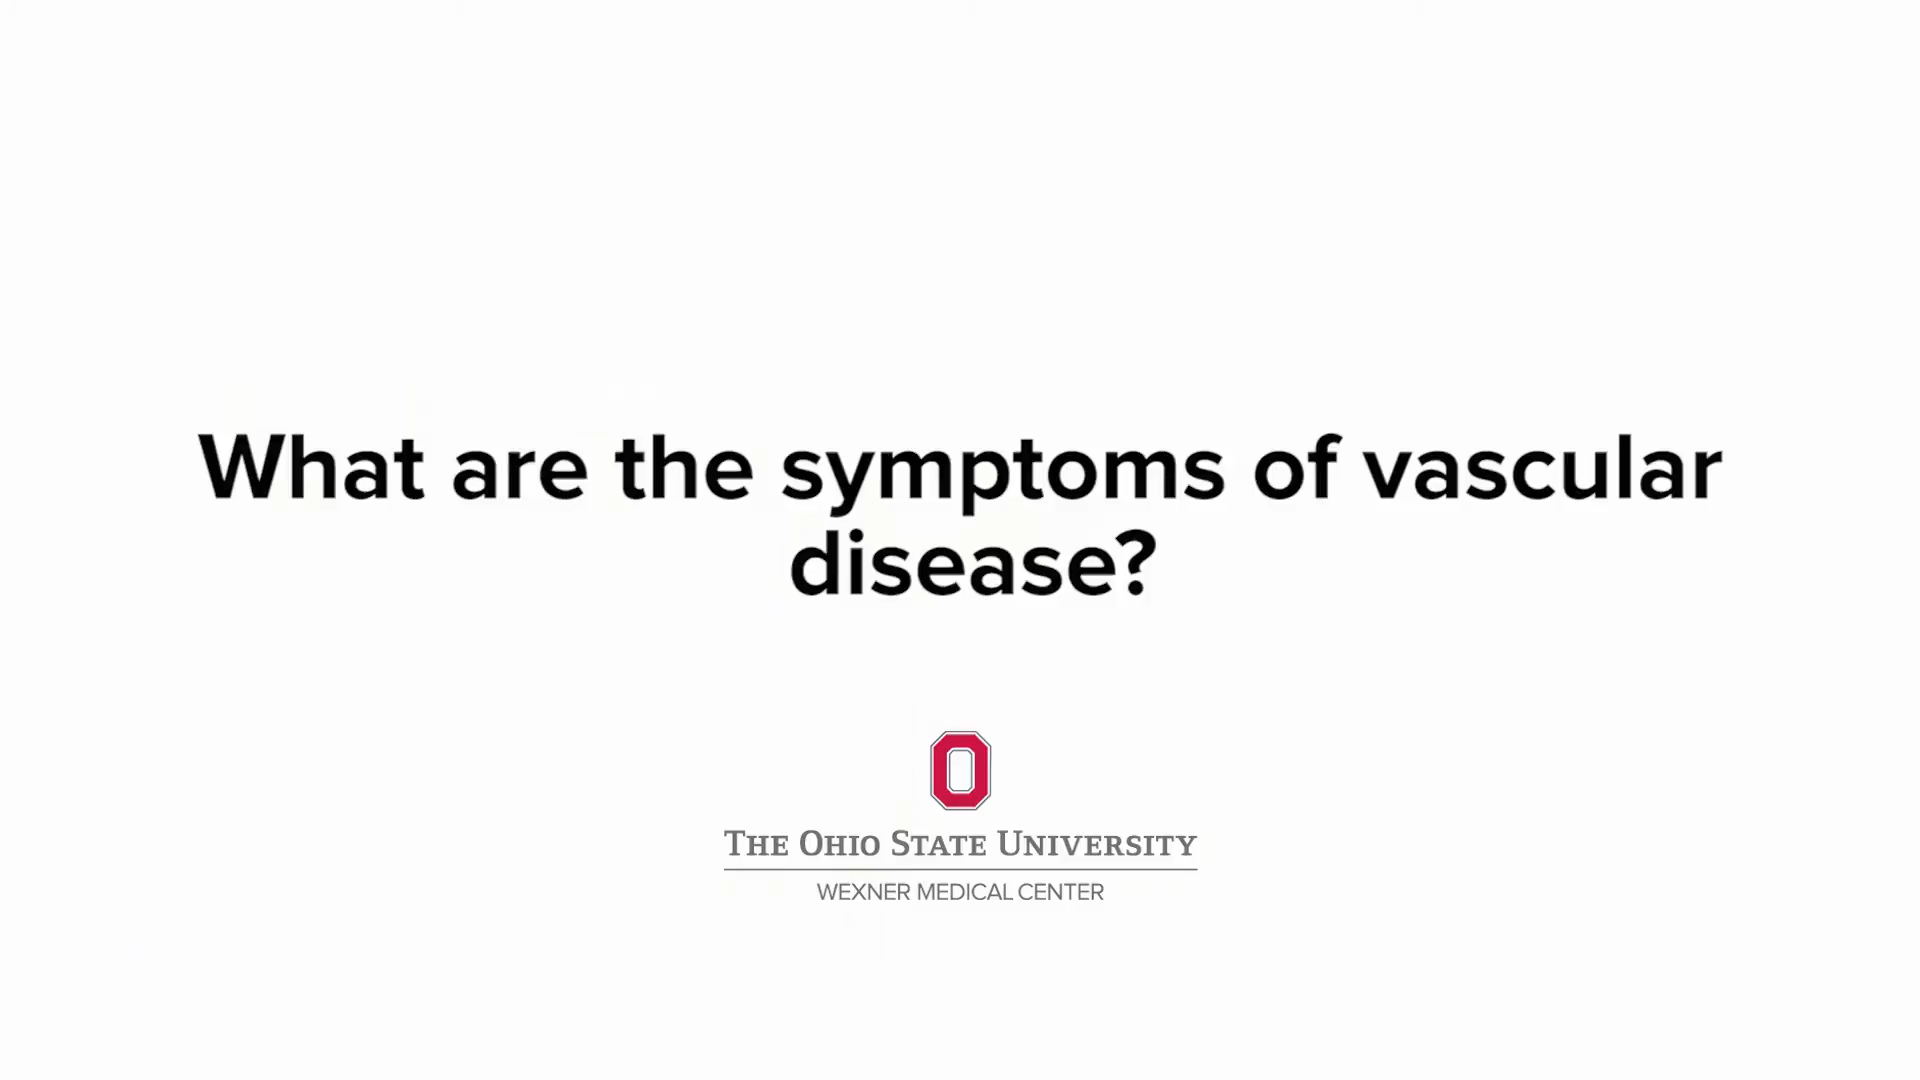 What are the symptoms of vascular
disease?
THE OHIO STATE UNIVERSITY
WEXNER MEDICAL CENTER